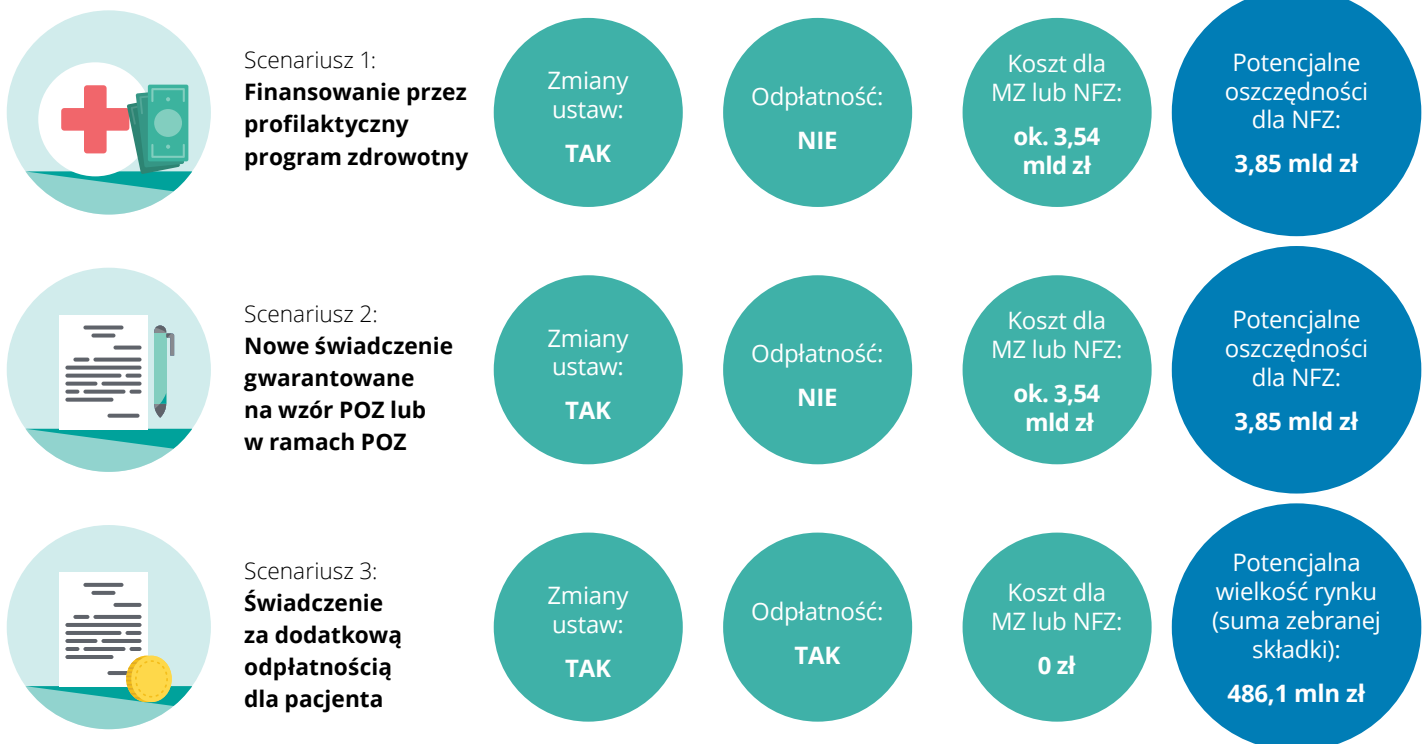 Scenariusz 1:
Finansowanie przez
profilaktyczny
program zdrowotny
Zmiany
ustaw:
TAK
Odpłatność:
NIE
Koszt dla
MZ lub NFZ:
ok. 3,54
mld zł
Potencjalne
oszczędności
dla NFZ:
3,85 mld zł
Scenariusz 2:
Nowe świadczenie
gwarantowane
na wzór POZ lub
w ramach POZ
Zmiany
ustaw:
TAK
Odpłatność:
NIE
Koszt dla
MZ lub NFZ:
ok. 3,54
mld zł
Potencjalne
oszczędności
dla NFZ:
3,85 mld zł
Scenariusz 3:
Świadczenie
za dodatkową
odpłatnością
dla pacjenta
Zmiany
ustaw:
TAK
Odpłatność:
TAK
Koszt dla
MZ lub NFZ:
0 zł
Potencjalna
wielkość rynku
(suma zebranej
składki):
486,1 mln zł